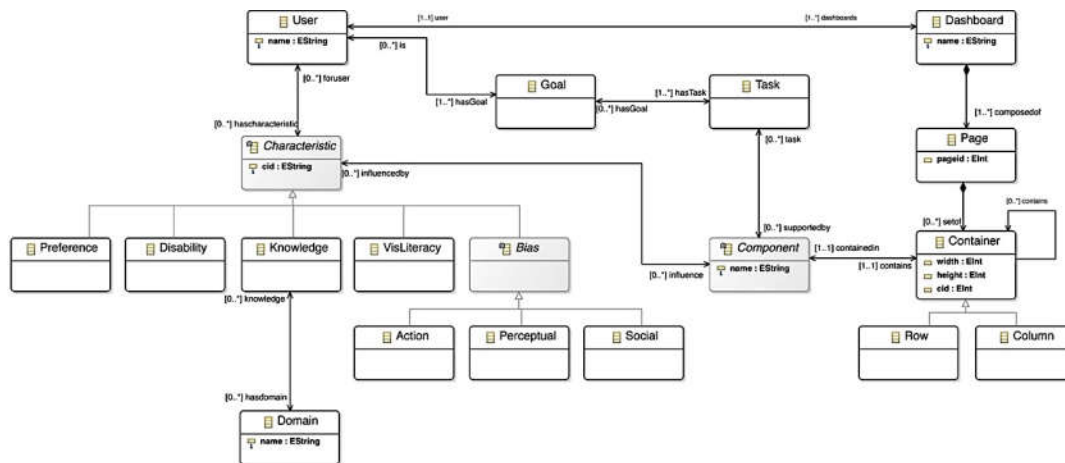 User
name : EString
[1..1] user
[1..*] dashboards
Dashboard
name : EString
[0..*] is
[0..*] foruser
Goal
Task
[1..*] hasGoal
[1..*] hasTask
[0..*] hasGoal
[1..*] composedof
[0..*] hascharacteristic
[0..*] task
Page
pageid : EInt
Characteristic
cid : EString
[0..*] influencedby
[0..*] contains
[0..*] supportedby
[0..*] setof
Preference
Disability
Knowledge
VisLiteracy
Bias
Component
name : EString
[1..1] containedin
[1..1] contains
Container
width : EInt
height : EInt
cid : EInt
[0..*] influence
[0..*] knowledge
Action
Perceptual
Social
Row
Column
[0..*] hasdomain
Domain
name : EString